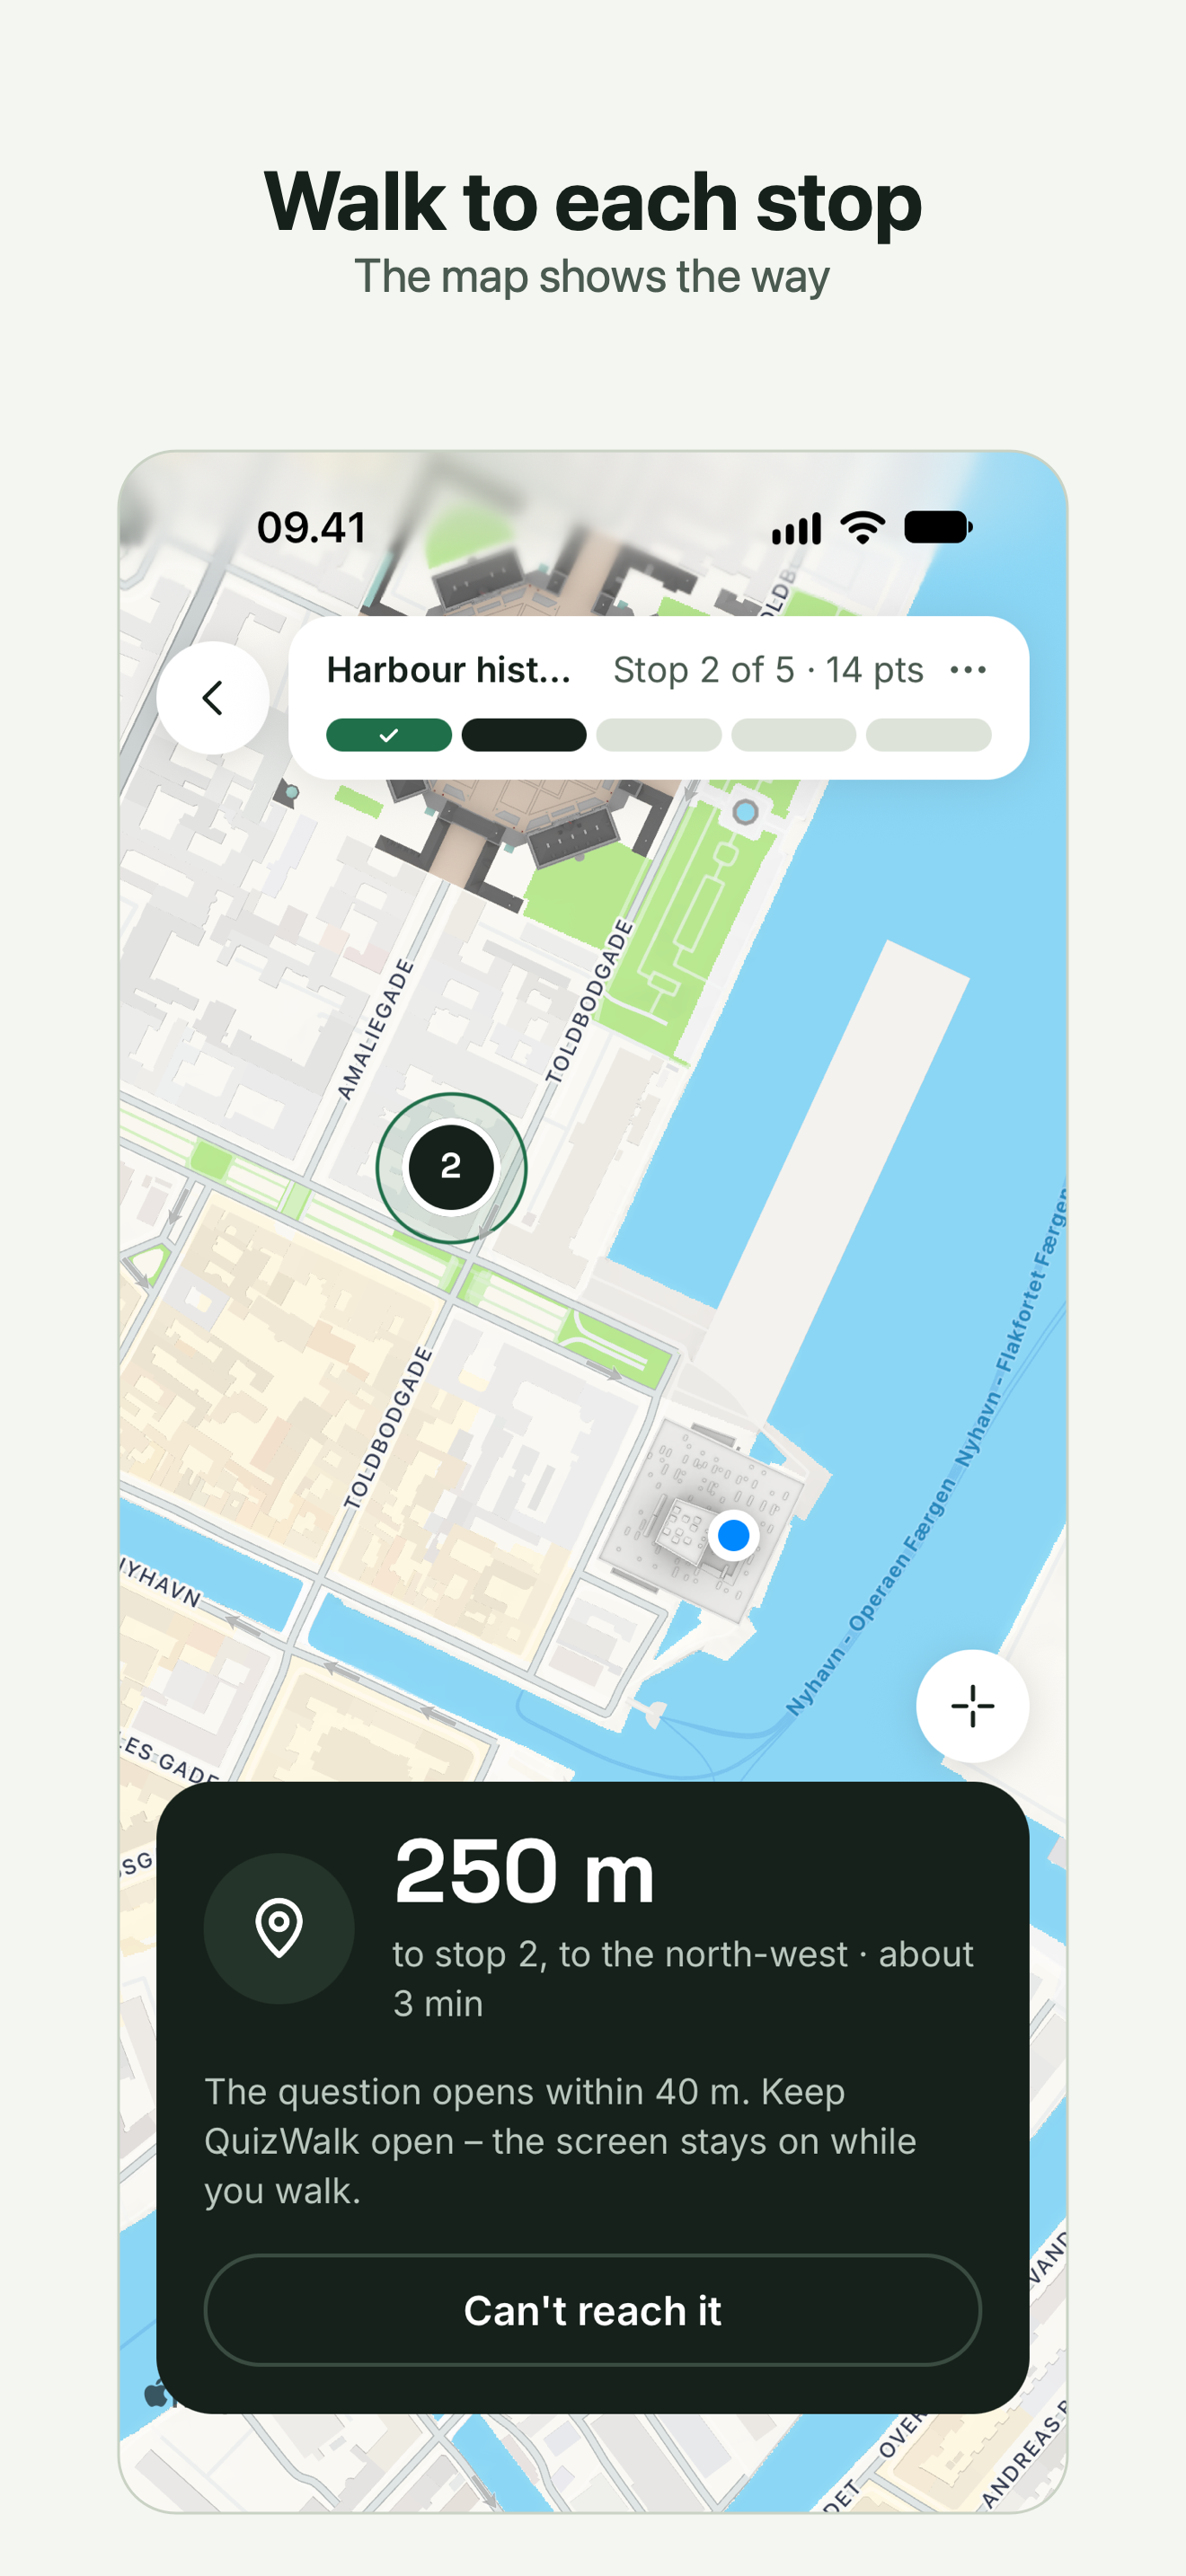 Walk to each stop
The map shows the way
09.41
Harbour hist...
Stop 2 of 5 · 14 pts
AMALIEGADE
TOLDBODGADE
2
TOLDBODGADE
Nyhavn - Operaen Færgen
Nyhavn - Flakfortet Færgen
250 m
to stop 2, to the north-west · about
3 min
The question opens within 40 m. Keep
QuizWalk open – the screen stays on while
you walk.
Can't reach it